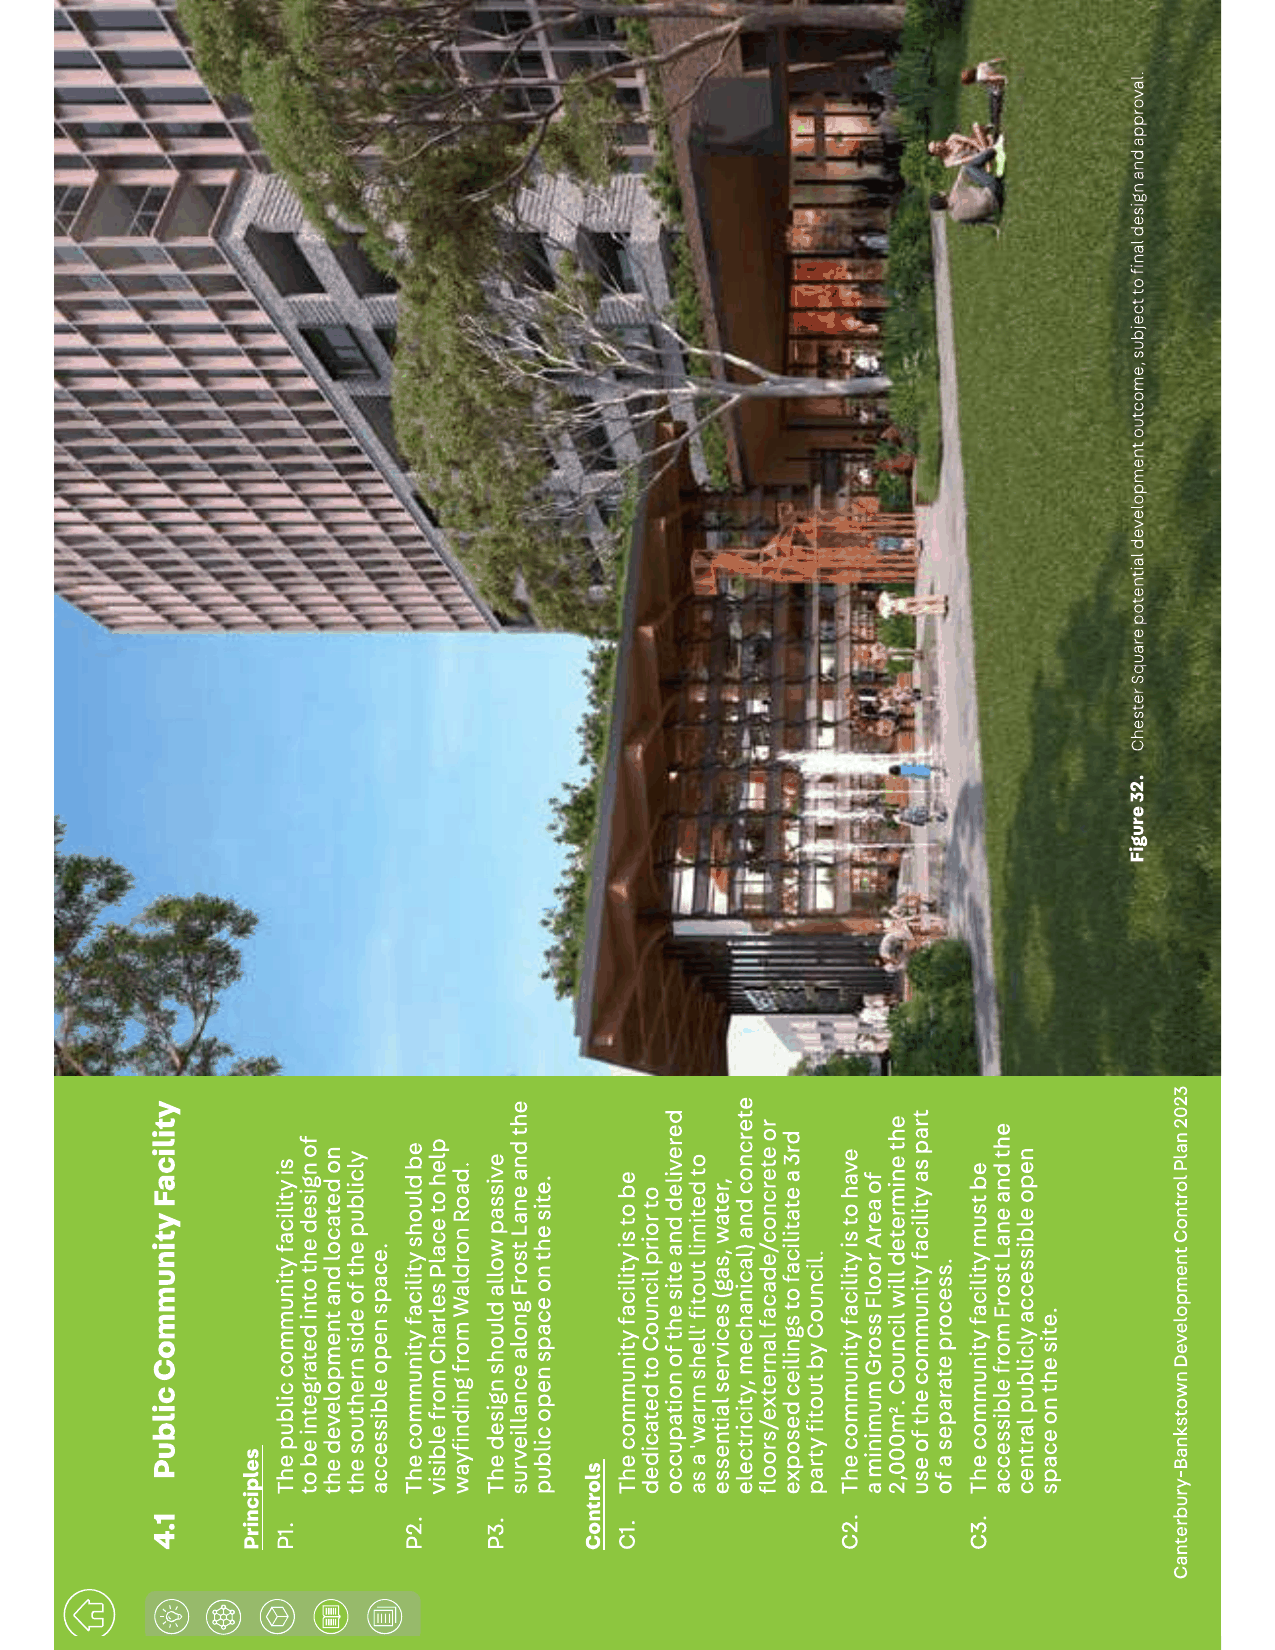 4.1 Public Community Facility
Principles
P1. The public community facility is
to be integrated into the design of
the development and located on
the southern side of the publicly
accessible open space.
P2. The community facility should be
visible from Charles Place to help
wayfinding from Waldron Road.
P3. The design should allow passive
surveillance along Frost Lane and the
public open space on the site.
Controls
C1. The community facility is to be
dedicated to Council prior to
occupation of the site and delivered
as a 'warm shell' fitout limited to
essential services (gas, water,
electricity, mechanical) and concrete
floors/external facade/concrete or
exposed ceilings to facilitate a 3rd
party fitout by Council.
C2. The community facility is to have
a minimum Gross Floor Area of
2,000m². Council will determine the
use of the community facility as part
of a separate process.
C3. The community facility must be
accessible from Frost Lane and the
central publicly accessible open
space on the site.
Canterbury-Bankstown Development Control Plan 2023
Figure 32. Chester Square potential development outcome, subject to final design and approval.